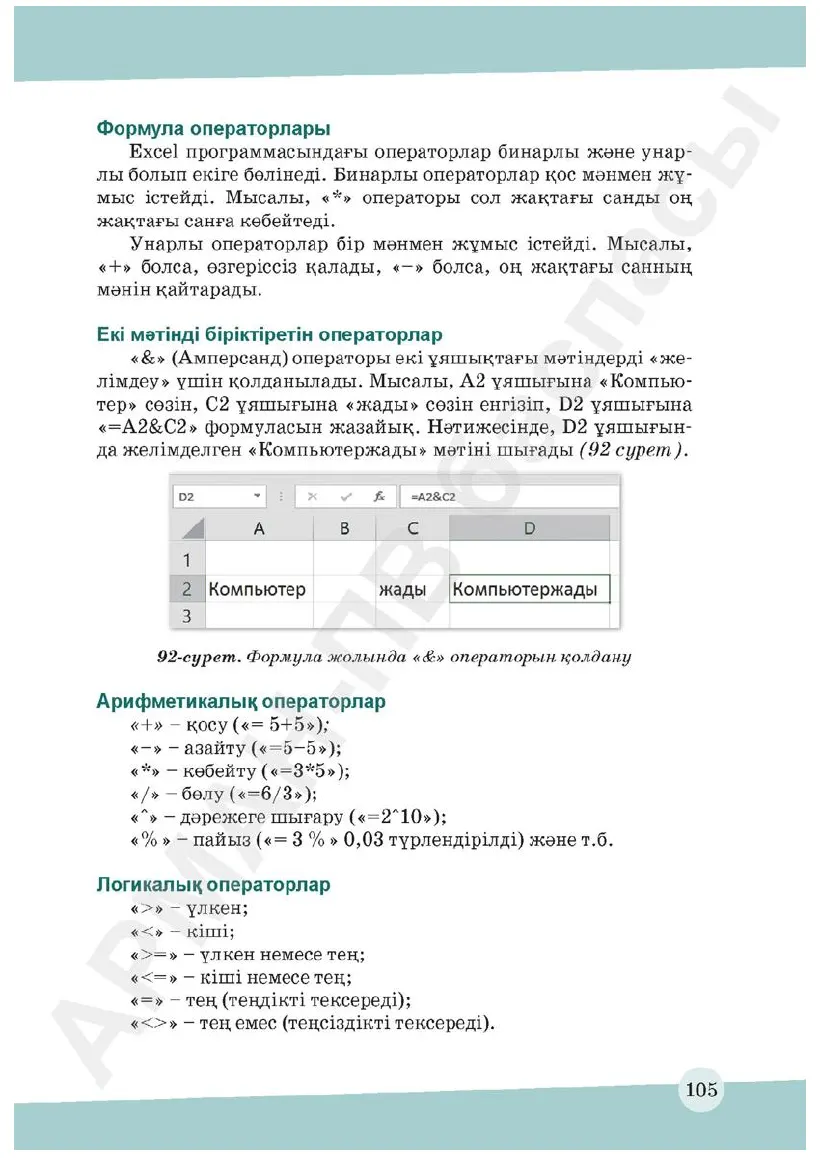 Формула операторлары
Excel программасындағы операторлар бинарлы және унар-
лы болып екіге бөлінеді. Бинарлы операторлар қос мәнмен жұ-
мыс істейді. Мысалы, «*» операторы сол жақтағы санды оң
жақтағы санға көбейтеді.
Унарлы операторлар бір мәнмен жұмыс істейді. Мысалы,
«+» болса, өзгеріссіз қалады, «−» болса, оң жақтағы санның
мәнін қайтарады.
Екі мәтінді біріктіретін операторлар
«&» (Амперсанд) операторы екі ұяшықтағы мәтіндерді «же-
лімдеу» үшін қолданылады. Мысалы, A2 ұяшығына «Компью-
тер» сөзін, C2 ұяшығына «жады» сөзін енгізіп, D2 ұяшығына
«=A2&C2» формуласын жазайық. Нәтижесінде, D2 ұяшығын-
да желімделген «Компьютержады» мәтіні шығады (92 сурет).
D2 fx =A2&C2
A B C D
1
2 Компьютер жады Компьютержады
3
92-сурет. Формула жолында «&» операторын қолдану
Арифметикалық операторлар
«+» – қосу («= 5+5»);
«−» – азайту («=5−5»);
«*» – көбейту («=3*5»);
«/» – бөлу («=6/3»);
«^» – дәрежеге шығару («=2^10»);
«% » – пайыз («= 3 % » 0,03 түрлендірілді) және т.б.
Логикалық операторлар
«>» – үлкен;
«<» – кіші;
«>=» – үлкен немесе тең;
«<=» – кіші немесе тең;
«=» – тең (теңдікті тексереді);
«<>» – тең емес (теңсіздікті тексереді).
105
АРМАН-ПВ баспасы